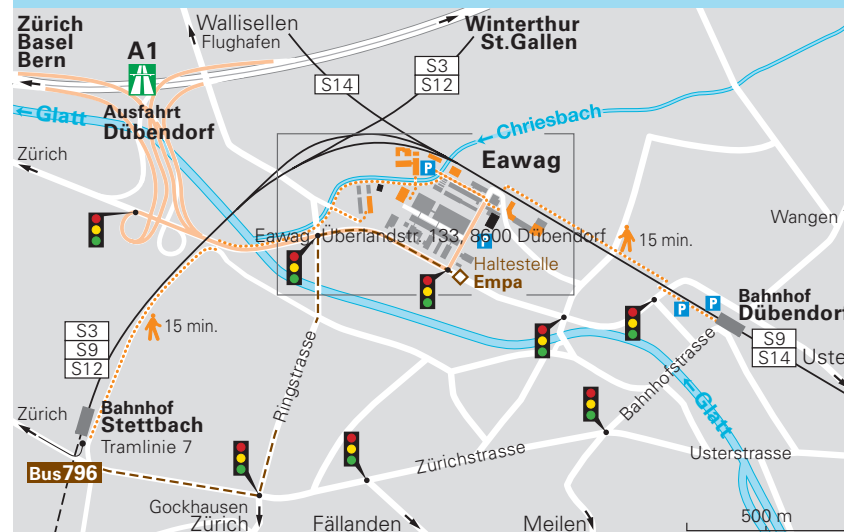 Zürich
Basel
Bern
A1
Wallisellen
Flughafen
Winterthur
St.Gallen
S3
S12
S14
← Glatt
Ausfahrt
Dübendorf
← Chriesbach
Zürich
P
Eawag
Wangen
Eawag, Überlandstr. 133, 8600 Dübendorf
P
15 min.
Haltestelle
Empa
Bahnhof
Dübendorf
P
P
S3
S9
S12
15 min.
S9
S14
Uste
Ringstrasse
Bahnhofstrasse
← Glatt
Zürich
Bahnhof
Stettbach
Tramlinie 7
Bus 796
Zürichstrasse
Usterstrasse
Gockhausen
Zürich
Fällanden
Meilen
500 m